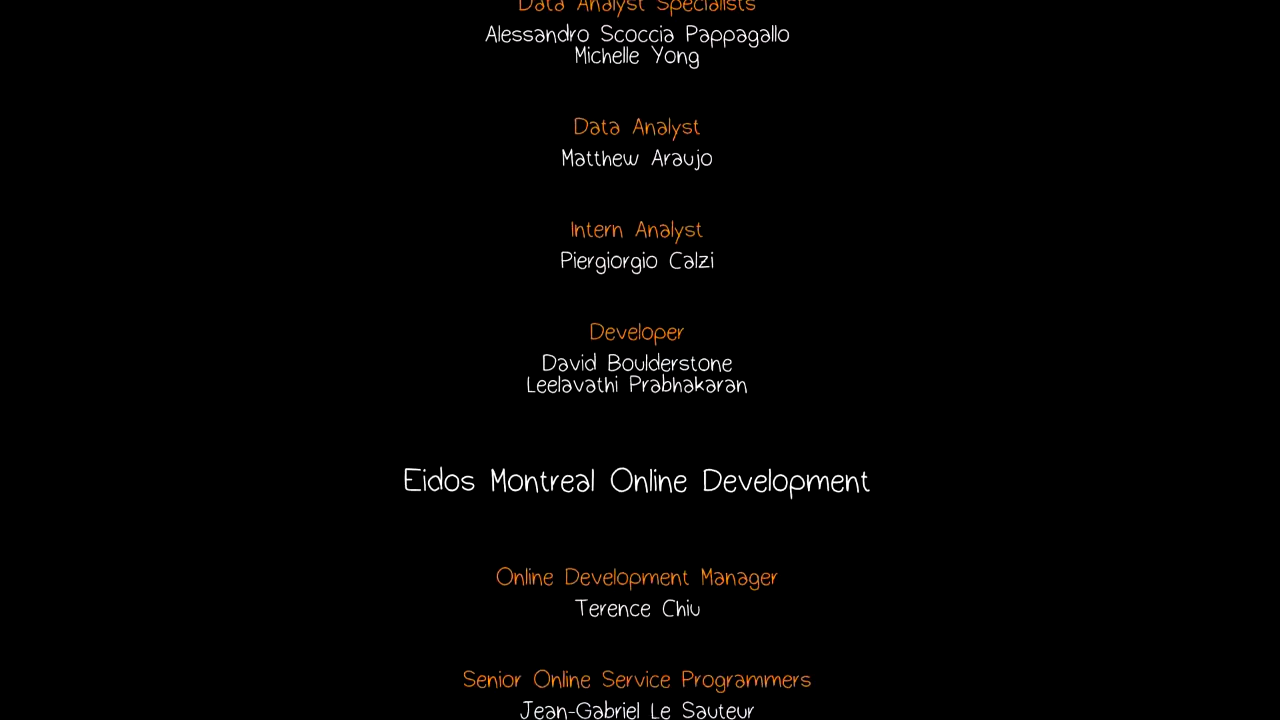 Data Analyst Specialists
Alessandro Scoccia Pappagallo
Michelle Yong
Data Analyst
Matthew Araujo
Intern Analyst
Piergiorgio Calzi
Developer
David Boulderstone
Leelavathi Prabhakaran
Eidos Montreal Online Development
Online Development Manager
Terence Chiu
Senior Online Service Programmers
Jean-Gabriel Le Sauteur